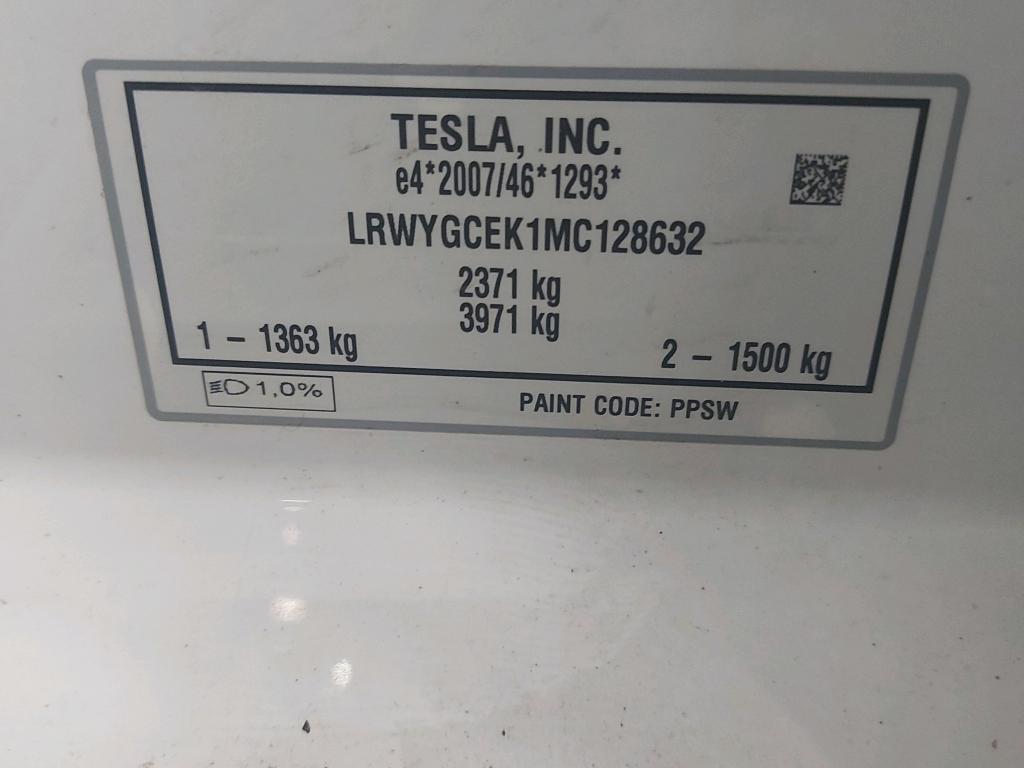 TESLA, INC.
e4*2007/46*1293*
LRWYGCEK1MC128632
2371 kg
3971 kg
1 – 1363 kg
2 – 1500 kg
1,0%
PAINT CODE: PPSW